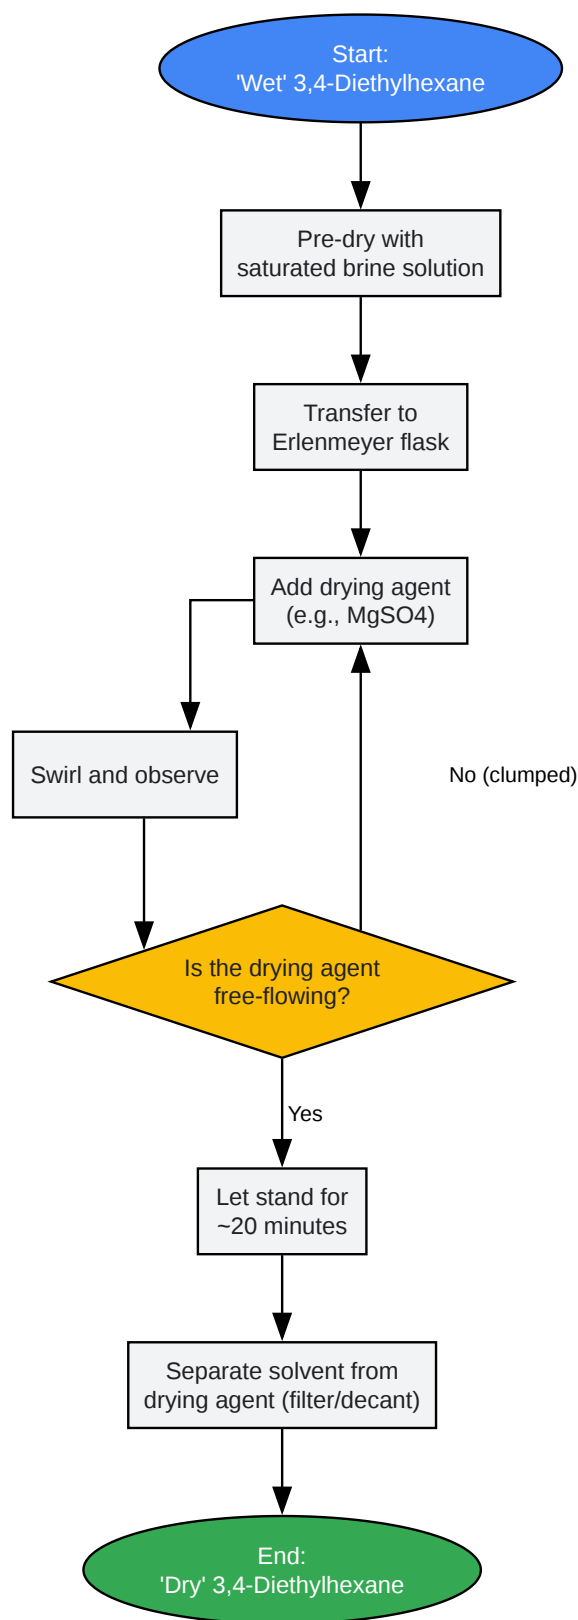 Start:
'Wet' 3,4-Diethylhexane
Pre-dry with
saturated brine solution
Transfer to
Erlenmeyer flask
Add drying agent
(e.g., MgSO4)
Swirl and observe
No (clumped)
Is the drying agent
free-flowing?
Yes
Let stand for
~20 minutes
Separate solvent from
drying agent (filter/decant)
End:
'Dry' 3,4-Diethylhexane